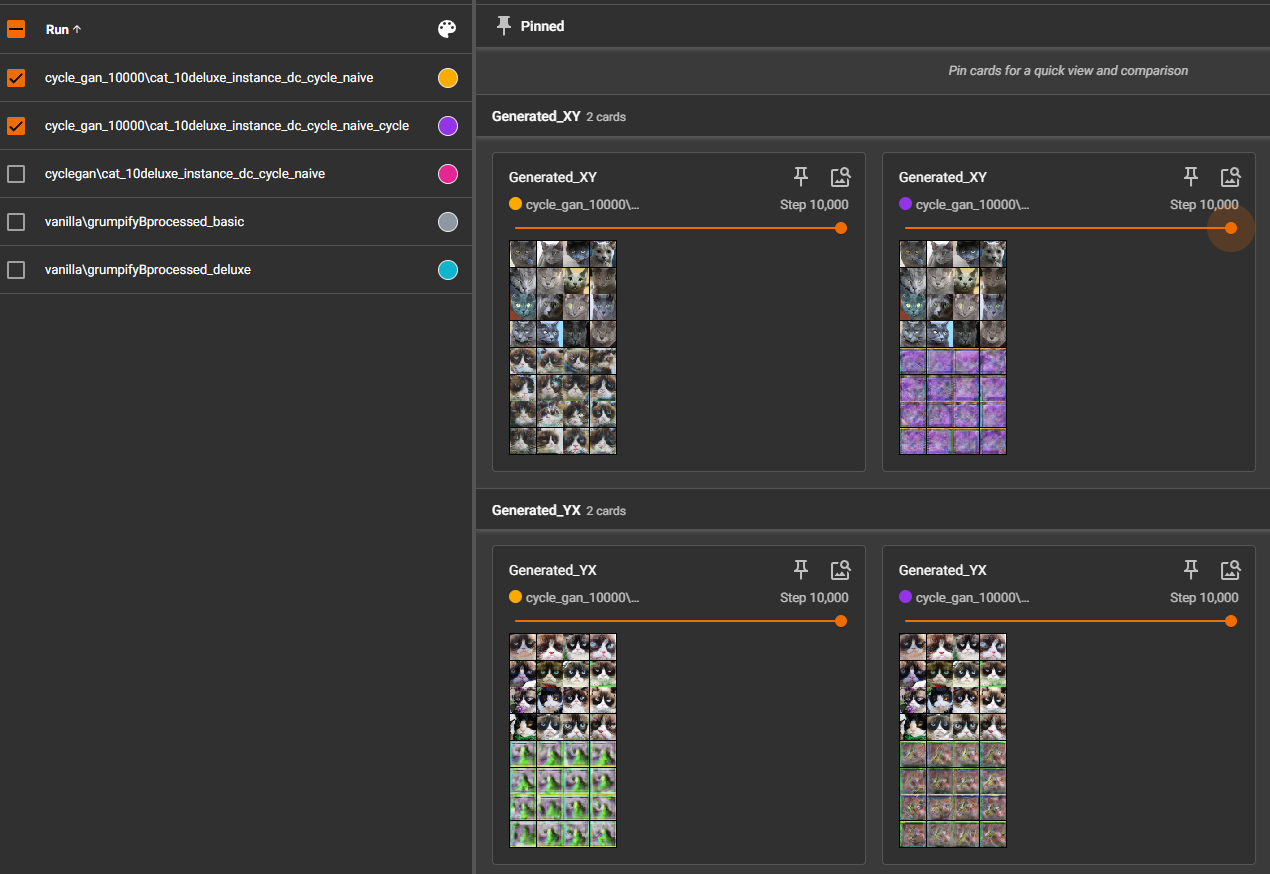 Run
cycle_gan_10000\cat_10deluxe_instance_dc_cycle_naive
cycle_gan_10000\cat_10deluxe_instance_dc_cycle_naive_cycle
cyclegan\cat_10deluxe_instance_dc_cycle_naive
vanilla\grumpifyBprocessed_basic
vanilla\grumpifyBprocessed_deluxe
Pinned
Pin cards for a quick view and comparison
Generated_XY 2 cards
Generated_XY
cycle_gan_10000\... Step 10,000
Generated_XY
cycle_gan_10000\... Step 10,000
Generated_YX 2 cards
Generated_YX
cycle_gan_10000\... Step 10,000
Generated_YX
cycle_gan_10000\... Step 10,000